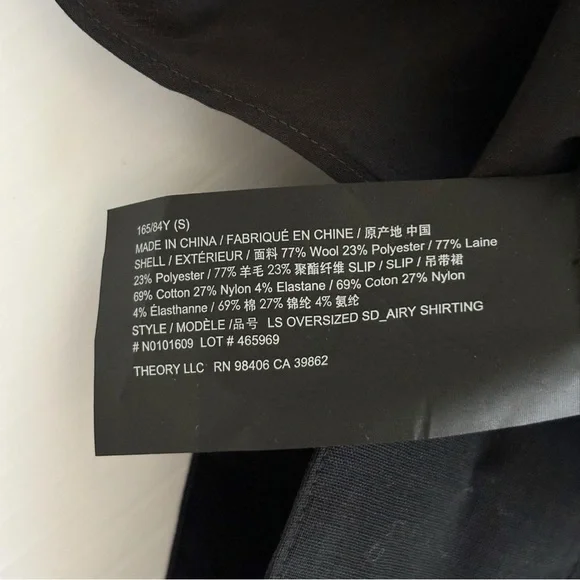 165/84Y (S)
MADE IN CHINA / FABRIQUÉ EN CHINE / 原产地 中国
SHELL / EXTÉRIEUR / 面料 77% Wool 23% Polyester / 77% Laine
23% Polyester / 77% 羊毛 23% 聚酯纤维 SLIP / SLIP / 吊带裙
69% Cotton 27% Nylon 4% Elastane / 69% Coton 27% Nylon
4% Élasthanne / 69% 棉 27% 锦纶 4% 氨纶
STYLE / MODÈLE /品号 LS OVERSIZED SD_AIRY SHIRTING
# N0101609 LOT # 465969
THEORY LLC RN 98406 CA 39862